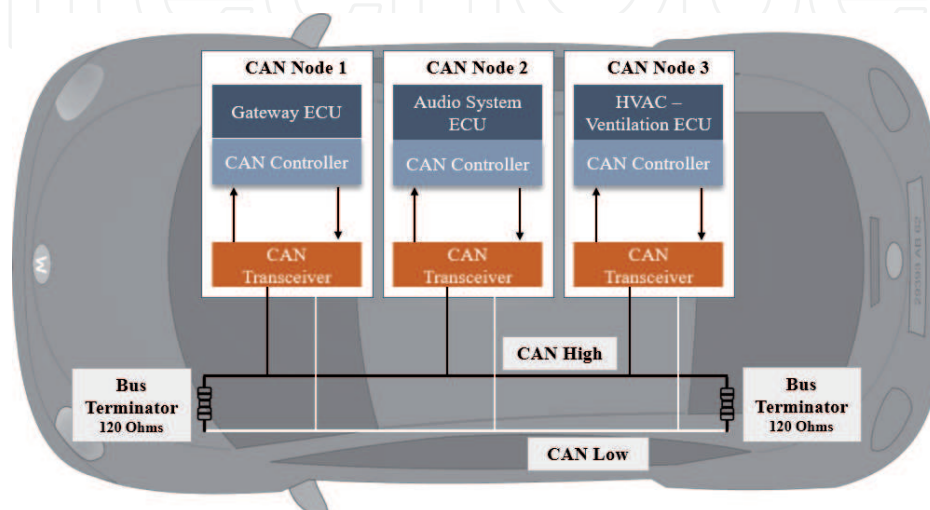 CAN Node 1
Gateway ECU
CAN Controller
CAN
Transceiver
CAN Node 2
Audio System
ECU
CAN Controller
CAN
Transceiver
CAN Node 3
HVAC –
Ventilation ECU
CAN Controller
CAN
Transceiver
CAN High
Bus
Terminator
120 Ohms
Bus
Terminator
120 Ohms
CAN Low